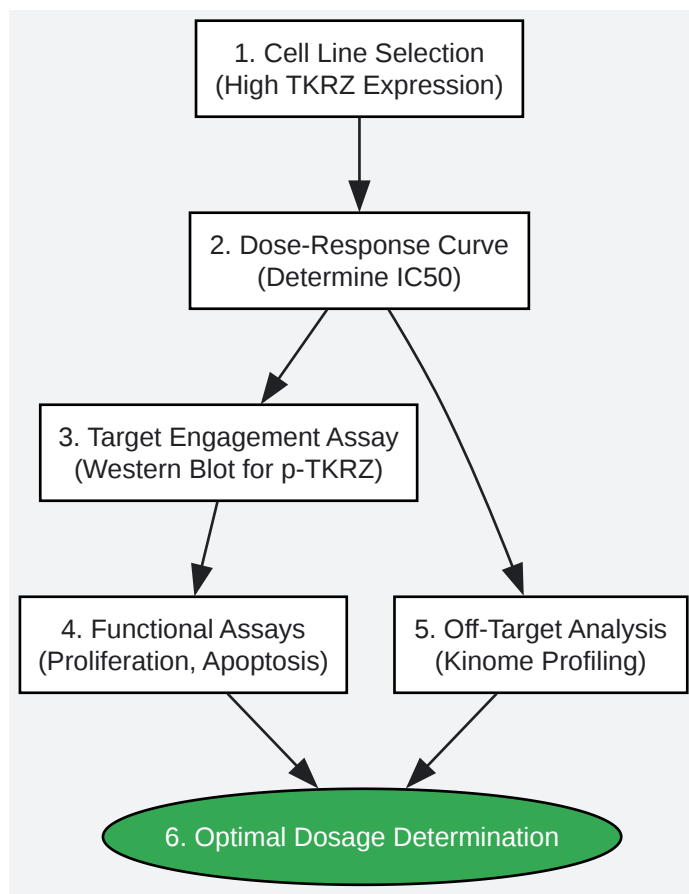 1. Cell Line Selection
(High TKRZ Expression)
2. Dose-Response Curve
(Determine IC50)
3. Target Engagement Assay
(Western Blot for p-TKRZ)
4. Functional Assays
(Proliferation, Apoptosis)
5. Off-Target Analysis
(Kinome Profiling)
6. Optimal Dosage Determination